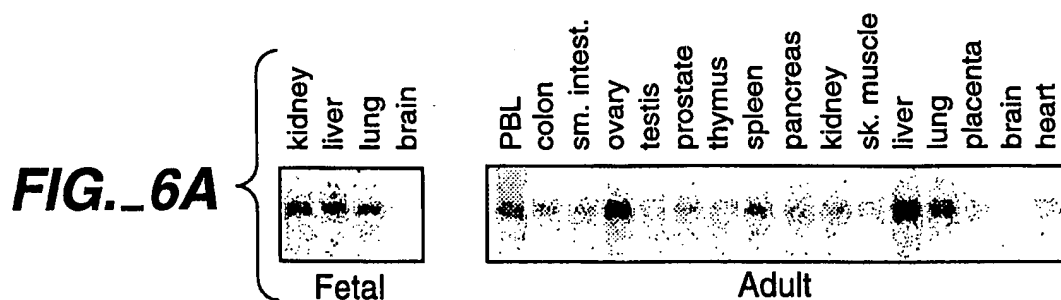 FIG._6A
kidney
liver
lung
brain
Fetal
PBL
colon
sm. intest.
ovary
testis
prostate
thymus
spleen
pancreas
kidney
sk. muscle
liver
lung
placenta
brain
heart
Adult